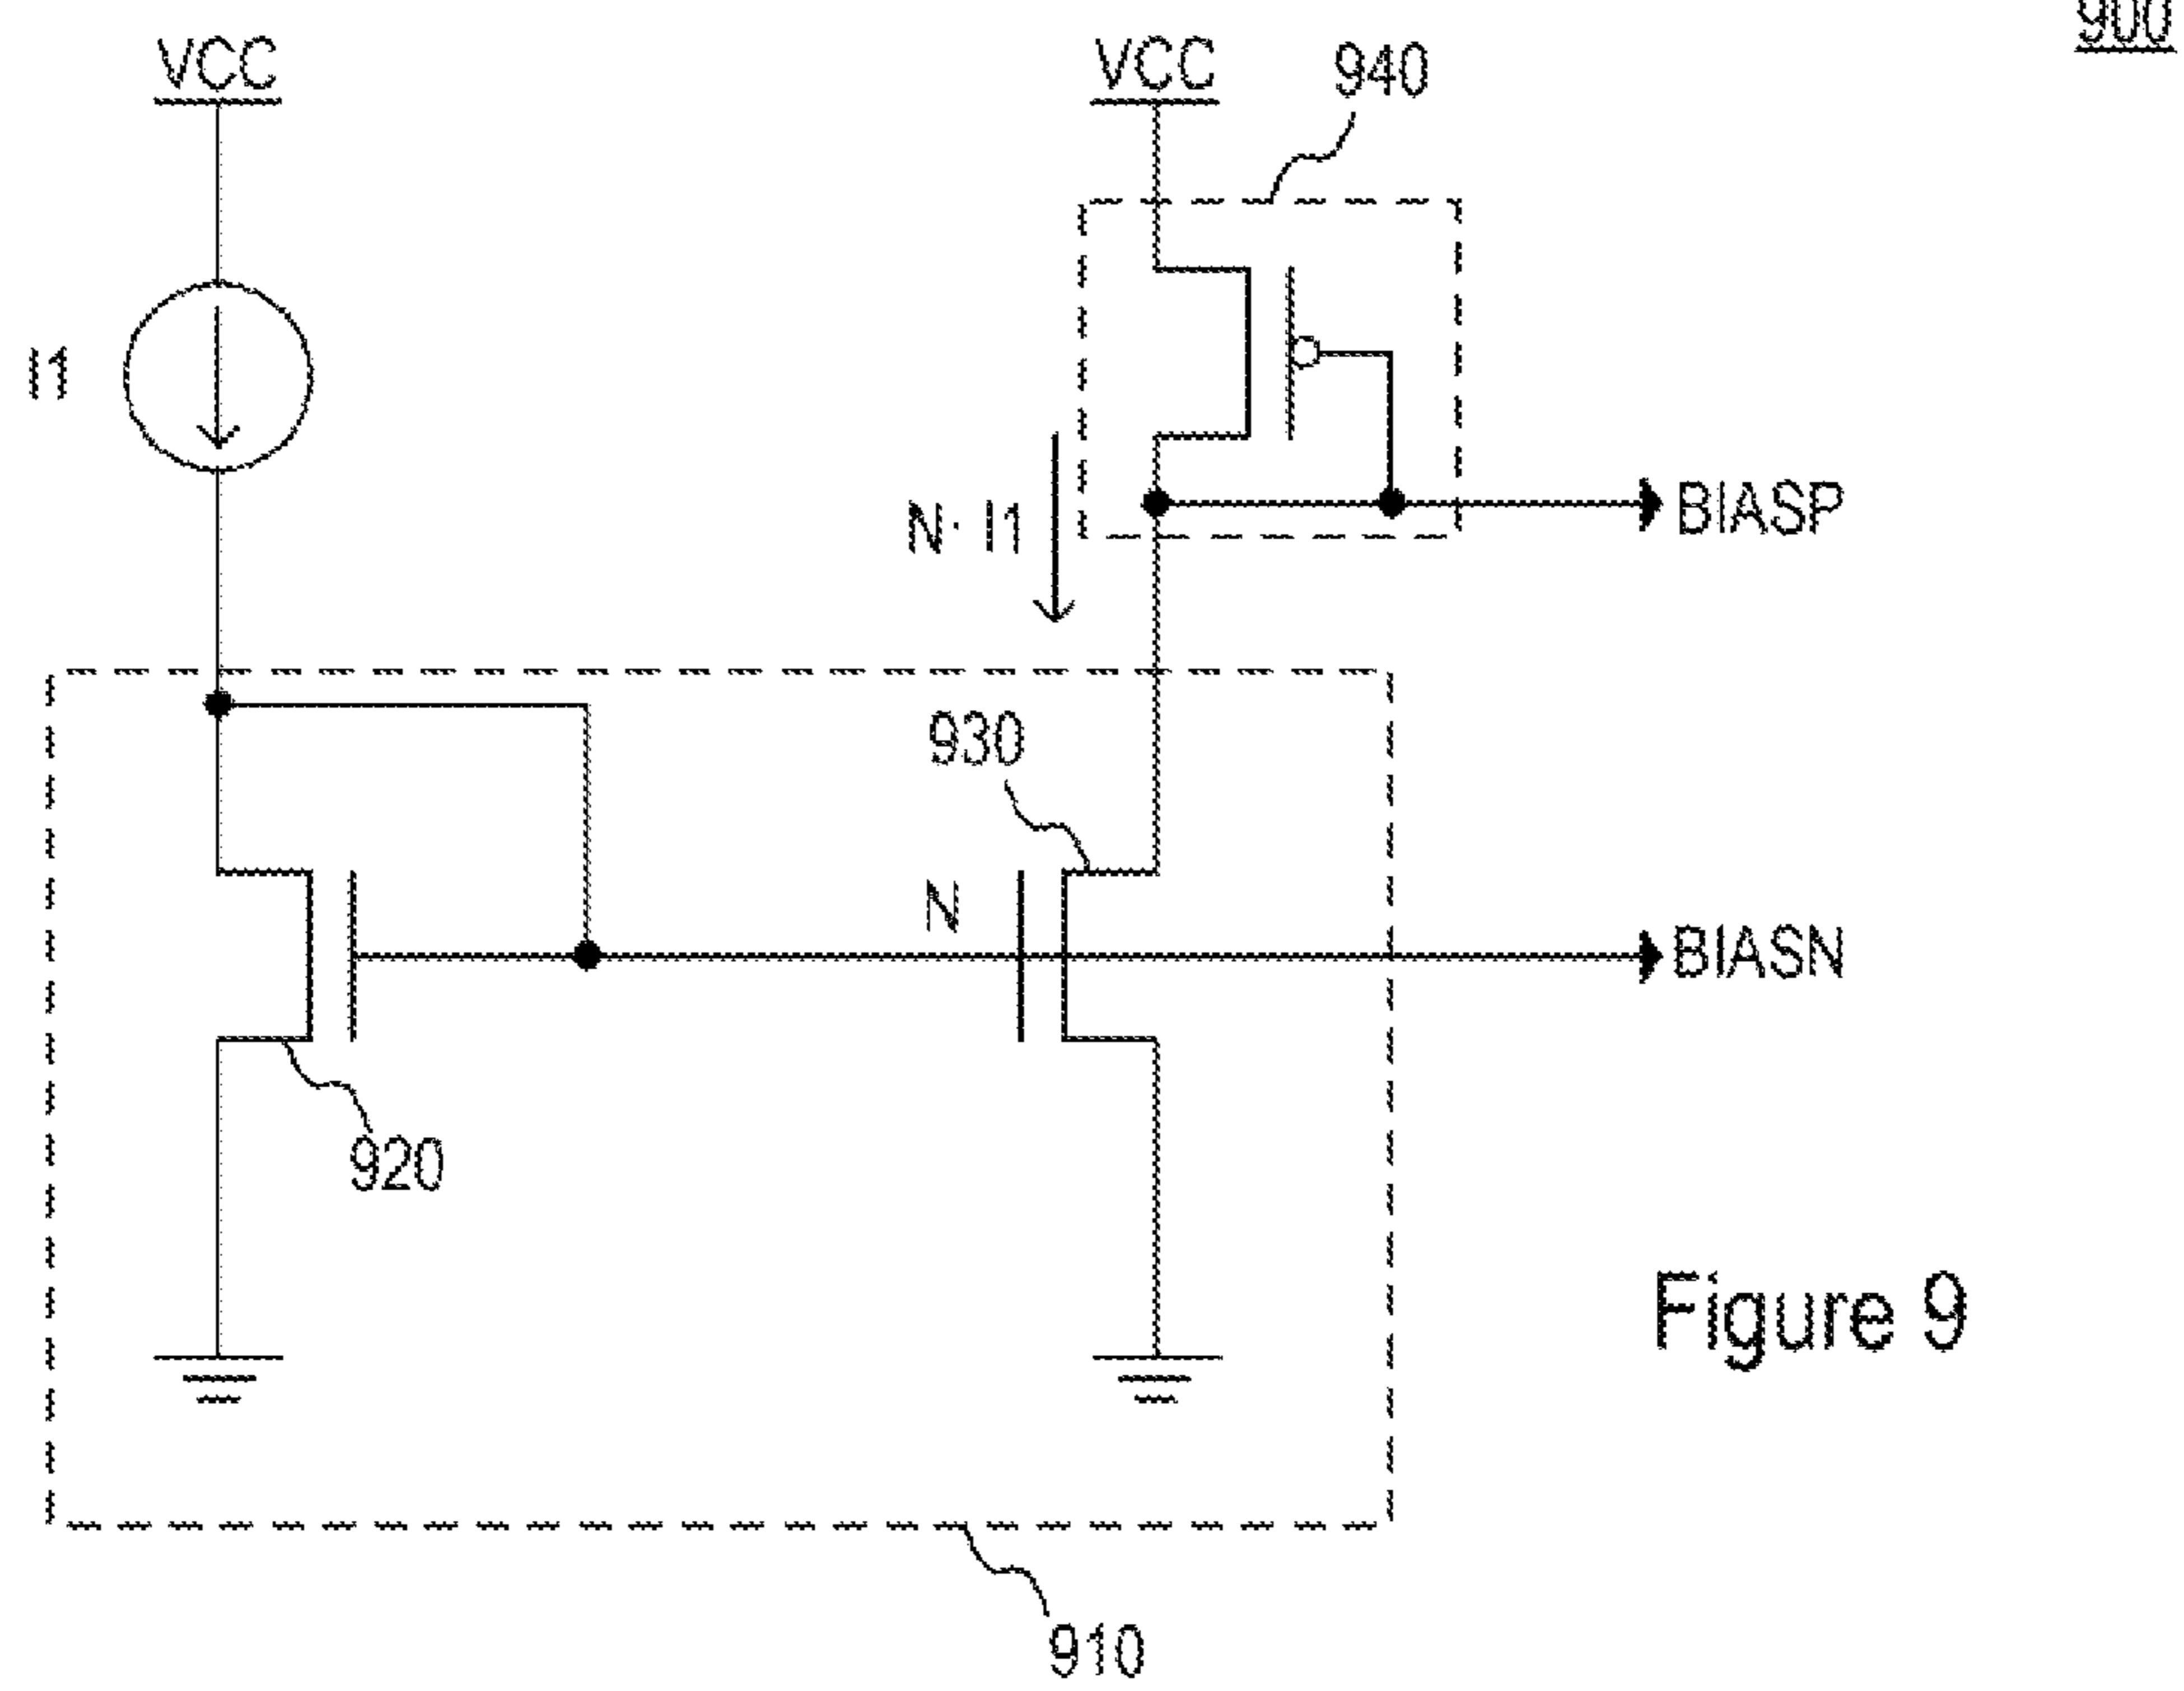 900
VCC
VCC
940
I1
N· I1
BIASP
930
N
BIASN
920
Figure 9
910